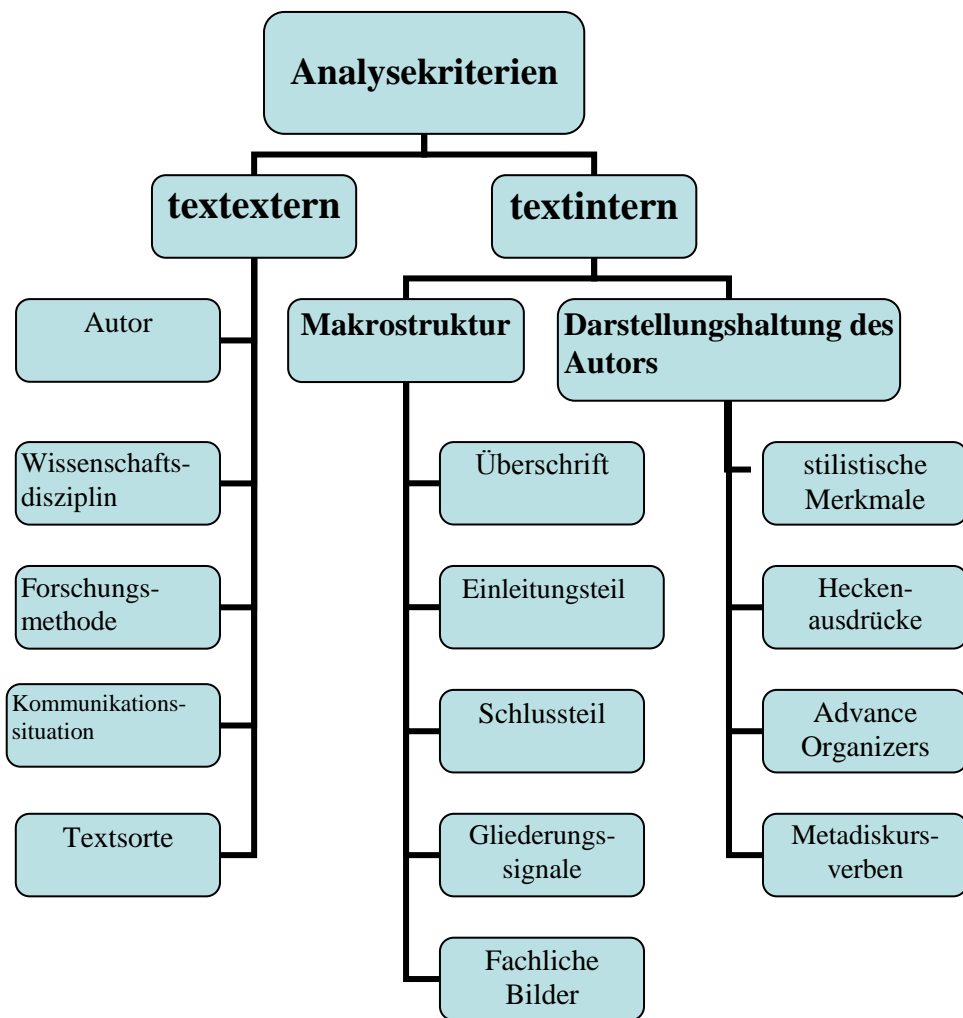 Analysekriterien
textextern
textintern
Autor
Wissenschafts-
disziplin
Forschungs-
methode
Kommunikations-
situation
Textsorte
Makrostruktur
Überschrift
Einleitungsteil
Schlussteil
Gliederungs-
signale
Fachliche
Bilder
Darstellungshaltung des
Autors
stilistische
Merkmale
Hecken-
ausdrücke
Advance
Organizers
Metadiskurs-
verben